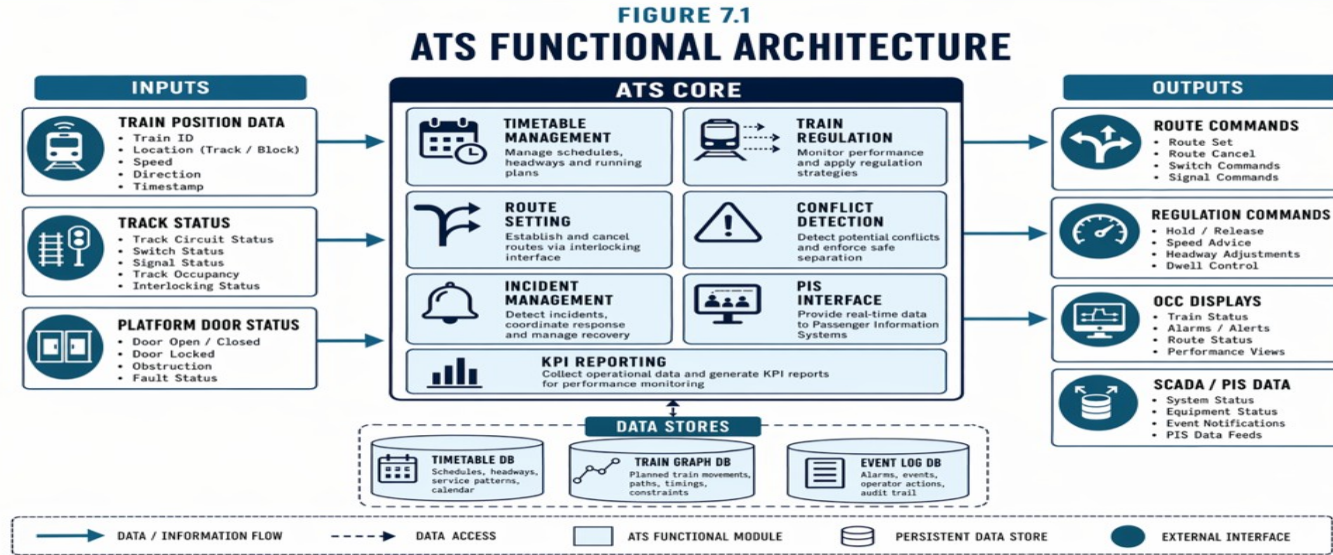 FIGURE 7.1
ATS FUNCTIONAL ARCHITECTURE
INPUTS
TRAIN POSITION DATA
• Train ID
• Location (Track / Block)
• Speed
• Direction
• Timestamp
TRACK STATUS
• Track Circuit Status
• Switch Status
• Signal Status
• Track Occupancy
• Interlocking Status
PLATFORM DOOR STATUS
• Door Open / Closed
• Door Locked
• Obstruction
• Fault Status
ATS CORE
TIMETABLE
MANAGEMENT
Manage schedules,
headways and running
plans
TRAIN
REGULATION
Monitor performance
and apply regulation
strategies
ROUTE
SETTING
Establish and cancel
routes via interlocking
interface
CONFLICT
DETECTION
Detect potential conflicts
and enforce safe
separation
INCIDENT
MANAGEMENT
Detect incidents,
coordinate response
and manage recovery
PIS
INTERFACE
Provide real-time data
to Passenger Information
Systems
KPI REPORTING
Collect operational data and generate KPI reports
for performance monitoring
DATA STORES
TIMETABLE DB
Schedules, headways,
service patterns,
calendar
TRAIN GRAPH DB
Planned train movements,
paths, timings,
constraints
EVENT LOG DB
Alarms, events,
operator actions,
audit trail
OUTPUTS
ROUTE COMMANDS
• Route Set
• Route Cancel
• Switch Commands
• Signal Commands
REGULATION COMMANDS
• Hold / Release
• Speed Advice
• Headway Adjustments
• Dwell Control
OCC DISPLAYS
• Train Status
• Alarms / Alerts
• Route Status
• Performance Views
SCADA / PIS DATA
• System Status
• Equipment Status
• Event Notifications
• PIS Data Feeds
DATA / INFORMATION FLOW
DATA ACCESS
ATS FUNCTIONAL MODULE
PERSISTENT DATA STORE
EXTERNAL INTERFACE